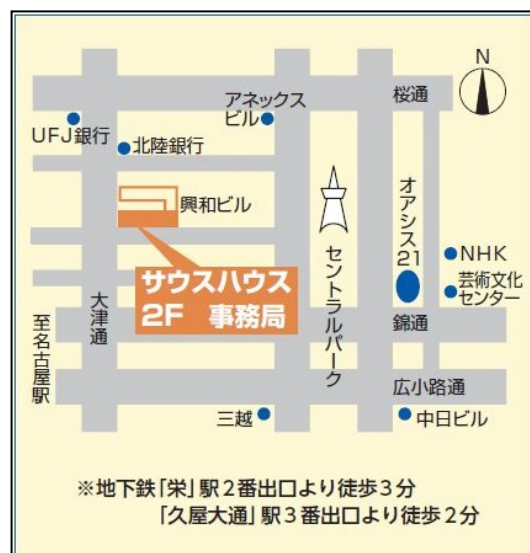 N
桜通
アネックス
ビル
UFJ銀行
北陸銀行
興和ビル
サウスハウス
2F 事務局
セントラルパーク
オアシス21
NHK
芸術文化
センター
大津通
錦通
至名古屋駅
広小路通
三越
中日ビル
※地下鉄「栄」駅2番出口より徒歩3分
「久屋大通」駅3番出口より徒歩2分